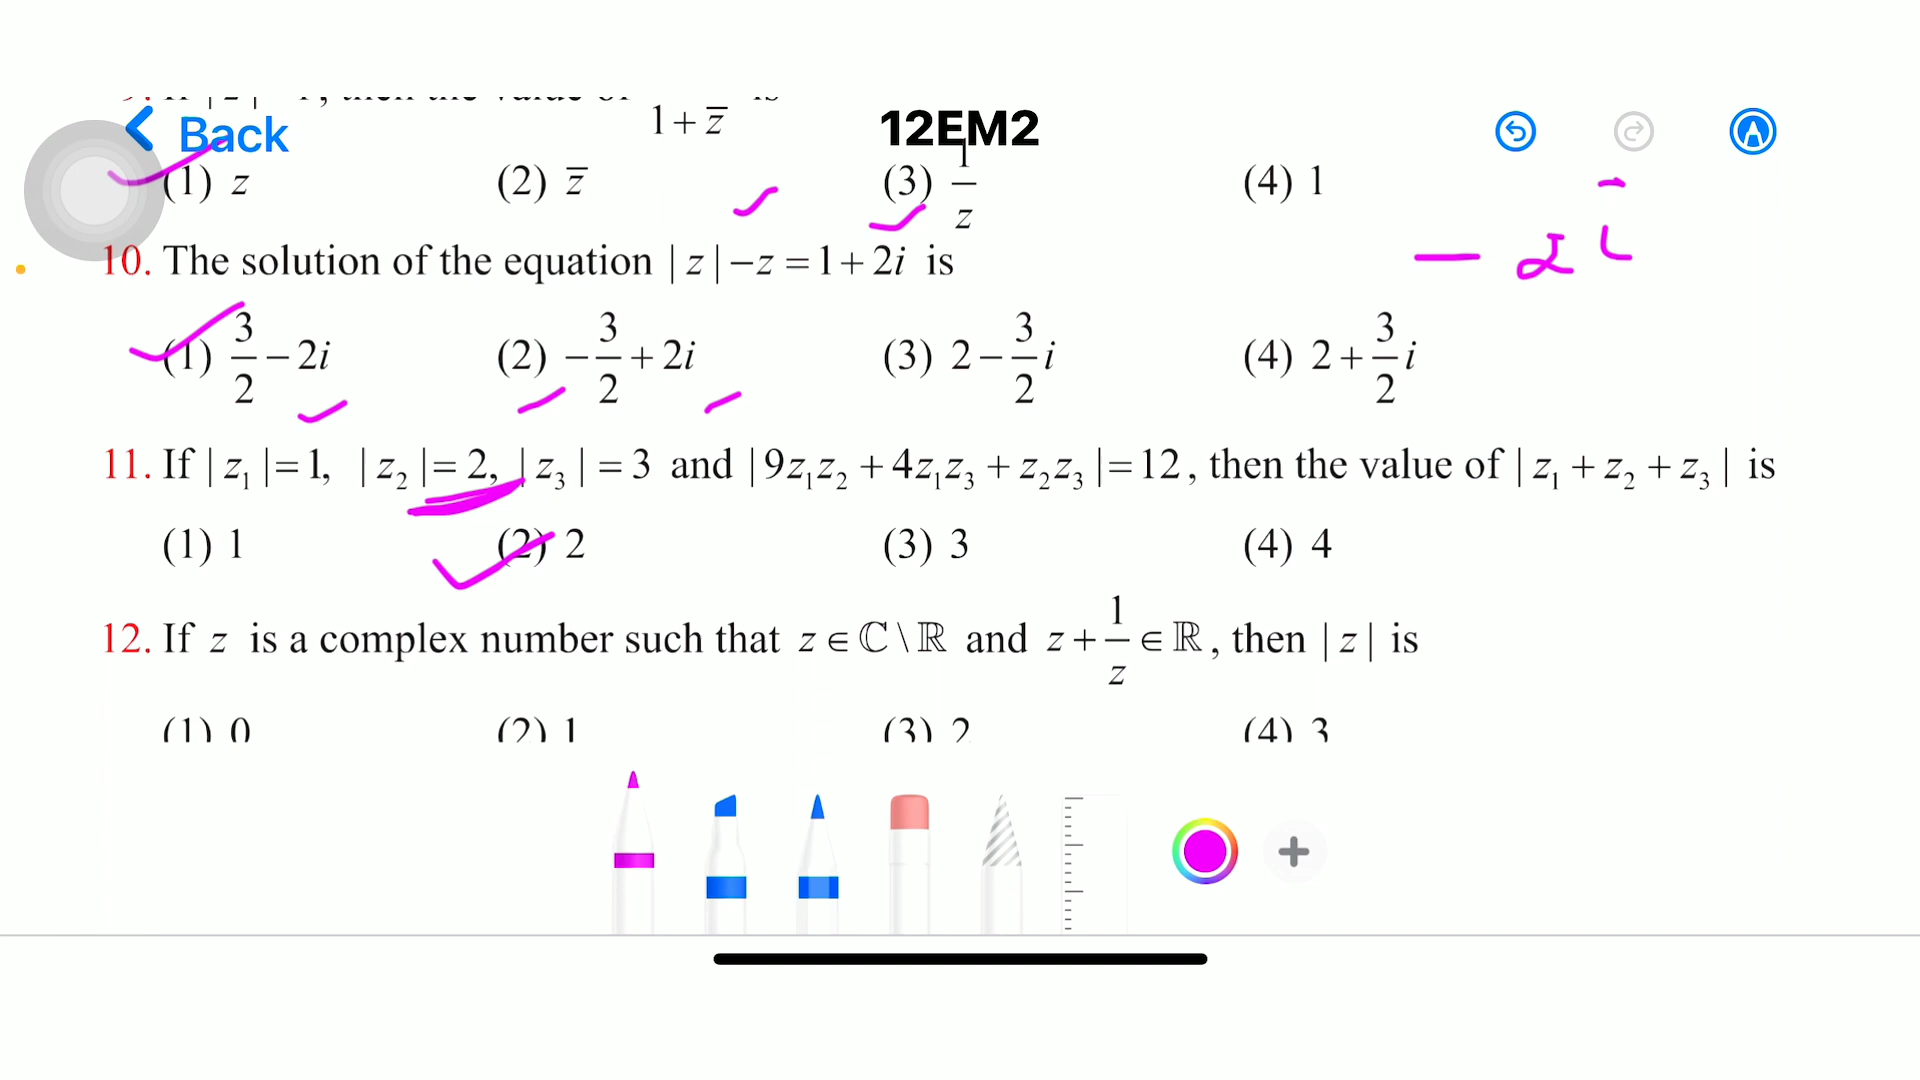 Back
12EM2
1 + z̅
(1) z (2) z̅ (3) 1/z (4) 1
10. The solution of the equation |z| − z = 1 + 2i is
− 2i
(1) 3/2 − 2i (2) −3/2 + 2i (3) 2 − 3/2 i (4) 2 + 3/2 i
11. If |z₁| = 1, |z₂| = 2, |z₃| = 3 and |9z₁z₂ + 4z₁z₃ + z₂z₃| = 12, then the value of |z₁ + z₂ + z₃| is
(1) 1 (2) 2 (3) 3 (4) 4
12. If z is a complex number such that z ∈ ℂ \ ℝ and z + 1/z ∈ ℝ, then |z| is
(1) 0 (2) 1 (3) 2 (4) 3